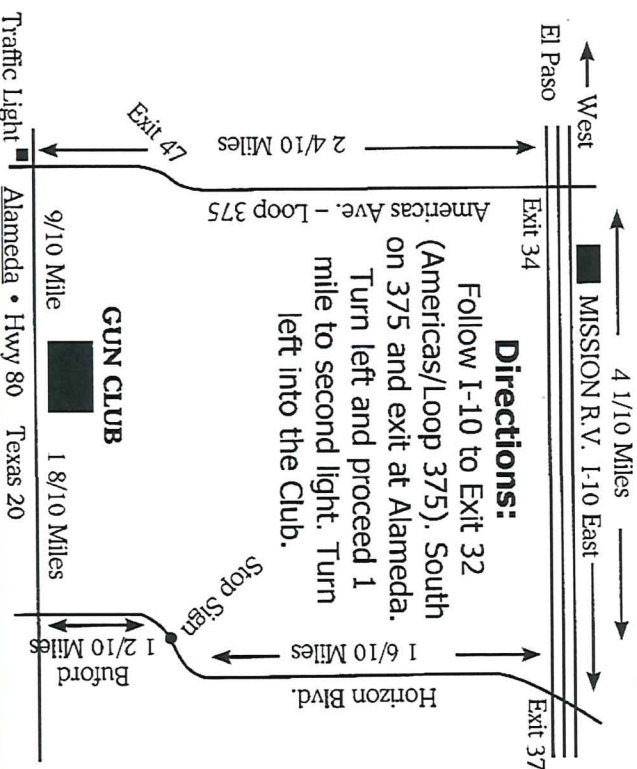 4 1/10 Miles
West
MISSION R.V. I-10 East
El Paso
Exit 34
Exit 37
Directions:
Follow I-10 to Exit 32
(Americas/Loop 375). South
on 375 and exit at Alameda.
Turn left and proceed 1
mile to second light. Turn
left into the Club.
Americas Ave. – Loop 375
2 4/10 Miles
Exit 47
Horizon Blvd.
1 6/10 Miles
Stop Sign
Buford
1 2/10 Miles
GUN CLUB
9/10 Mile
1 8/10 Miles
Traffic Light
Alameda • Hwy 80 Texas 20